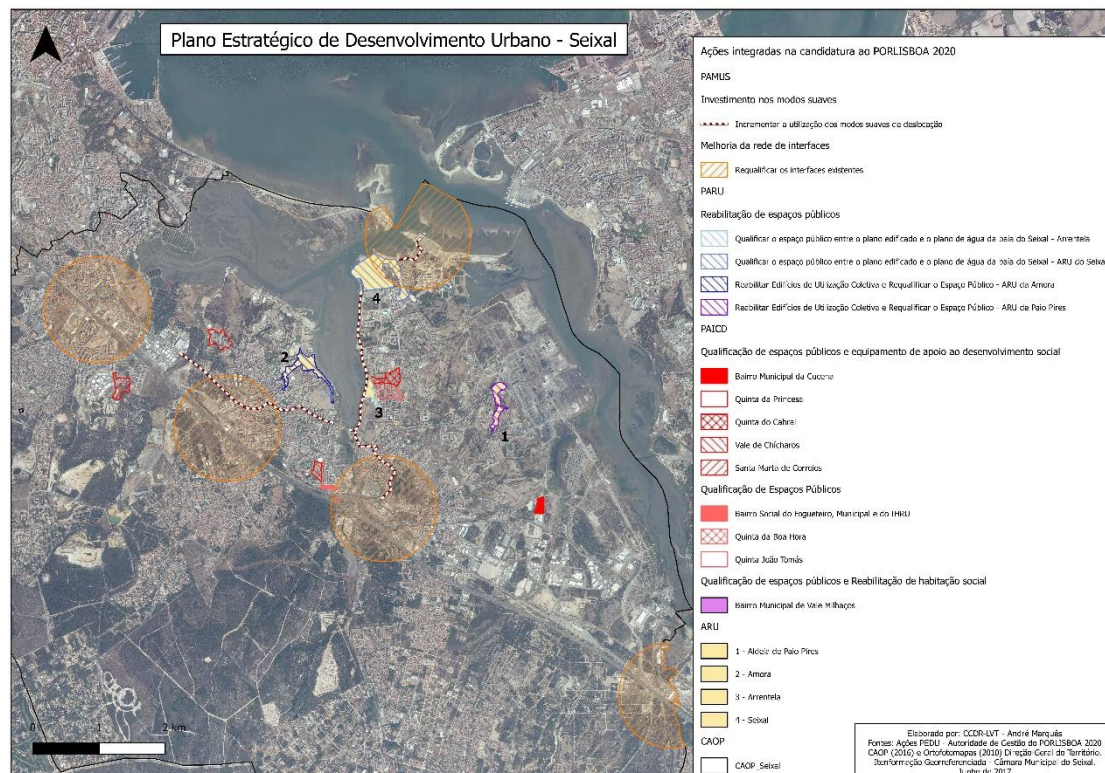 Plano Estratégico de Desenvolvimento Urbano - Seixal
Ações integradas na candidatura ao PORLISBOA 2020
PAMUS
Investimento nos modos suaves
Incrementar a utilização dos modos suaves de deslocação
Melhoria da rede de interfaces
Requalificar os interfaces existentes
PARU
Reabilitação de espaços públicos
Qualificar o espaço público entre o plano edificado e o plano de água da baía do Seixal - Arrentela
Qualificar o espaço público entre o plano edificado e o plano de água da baía do Seixal - ARU do Seixa
Reabilitar Edifícios de Utilização Coletiva e Requalificar o Espaço Público - ARU da Amora
Reabilitar Edifícios de Utilização Coletiva e Requalificar o Espaço Público - ARU de Paio Pires
PAICD
Qualificação de espaços públicos e equipamento de apoio ao desenvolvimento social
Bairro Municipal da Cucena
Quinta da Princesa
Quinta do Cabral
Vale de Chícharos
Santa Marta de Corroios
Qualificação de Espaços Públicos
Bairro Social do Fogueteiro, Municipal e do IHRU
Quinta da Boa Hora
Quinta João Tomás
Qualificação de espaços públicos e Reabilitação de habitação social
Bairro Municipal de Vale Milhaços
ARU
1 - Aldeia de Paio Pires
2 - Amora
3 - Arrentela
4 - Seixal
CAOP
CAOP_Seixal
4
2
3
1
0 1 2 km
Elaborado por: CCDR-LVT - André Marquês
Fontes: Ações PEDU - Autoridade de Gestão do PORLISBOA 2020
CAOP (2016) e Ortofotomapas (2010) Direção-Geral do Território.
Itenformação Georreferenciada - Câmara Municipal do Seixal.
Junho de 2017